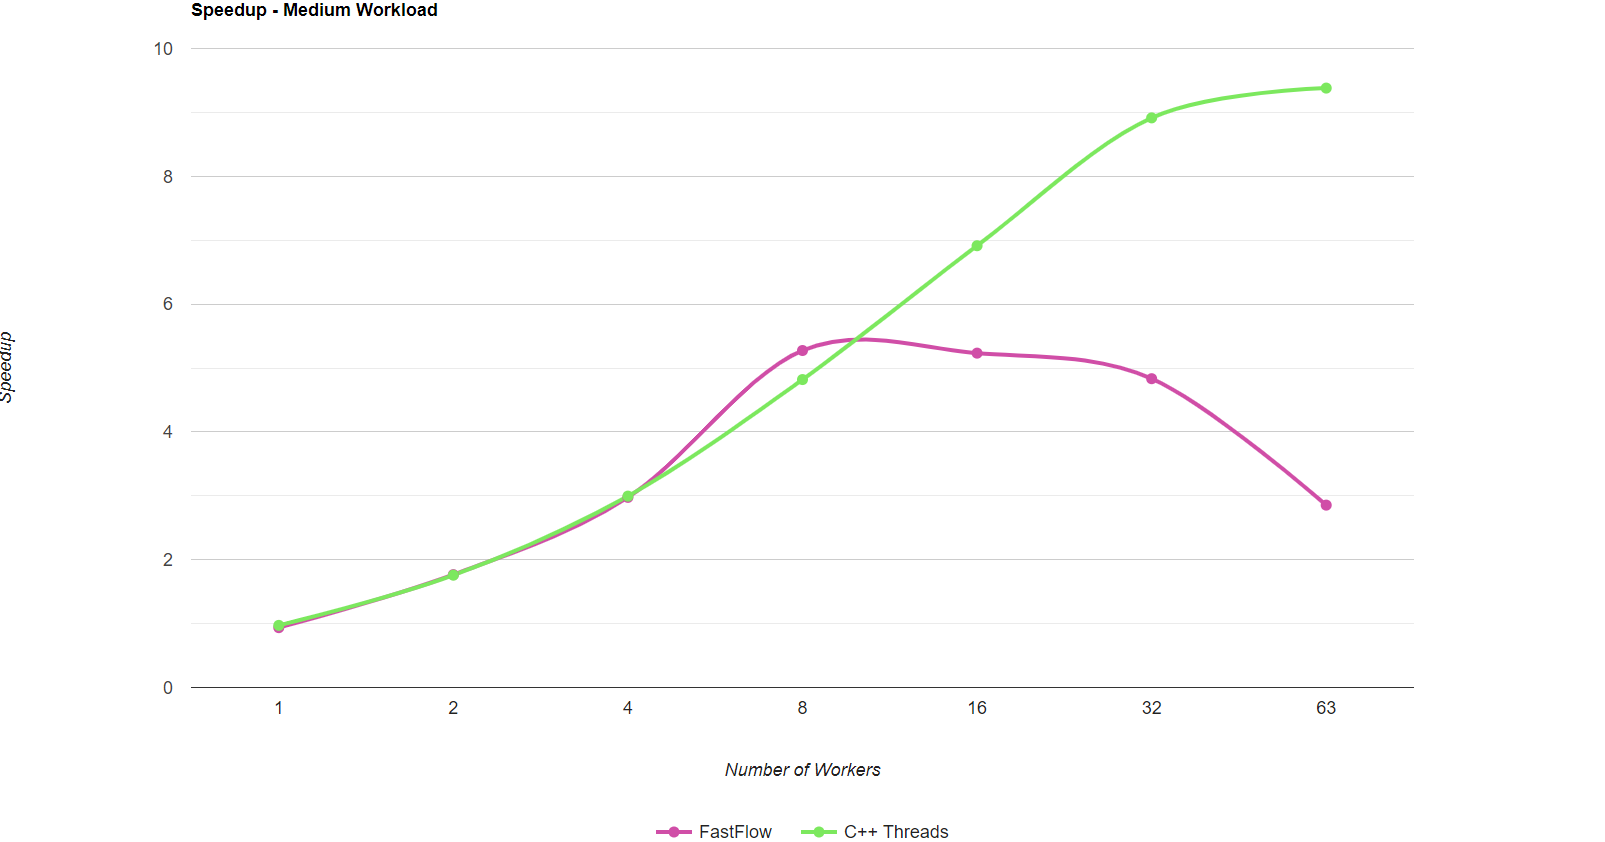 Speedup - Medium Workload
10
8
6
4
2
0
Speedup
1 2 4 8 16 32 63
Number of Workers
FastFlow C++ Threads